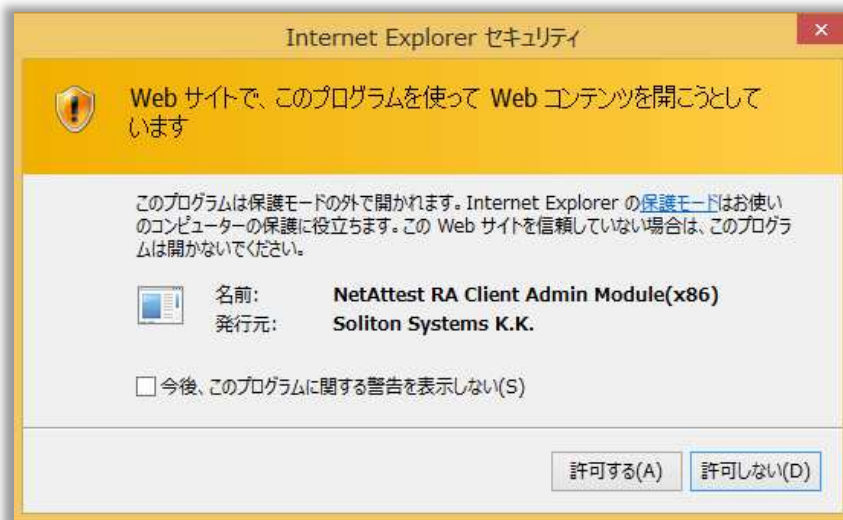 Internet Explorer セキュリティ
Web サイトで、このプログラムを使って Web コンテンツを開こうとして
います
このプログラムは保護モードの外で開かれます。Internet Explorer の保護モードはお使い
のコンピューターの保護に役立ちます。この Web サイトを信頼していない場合は、このプログラ
ムは開かないでください。
名前: NetAttest RA Client Admin Module(x86)
発行元: Soliton Systems K.K.
今後、このプログラムに関する警告を表示しない(S)
許可する(A) 許可しない(D)